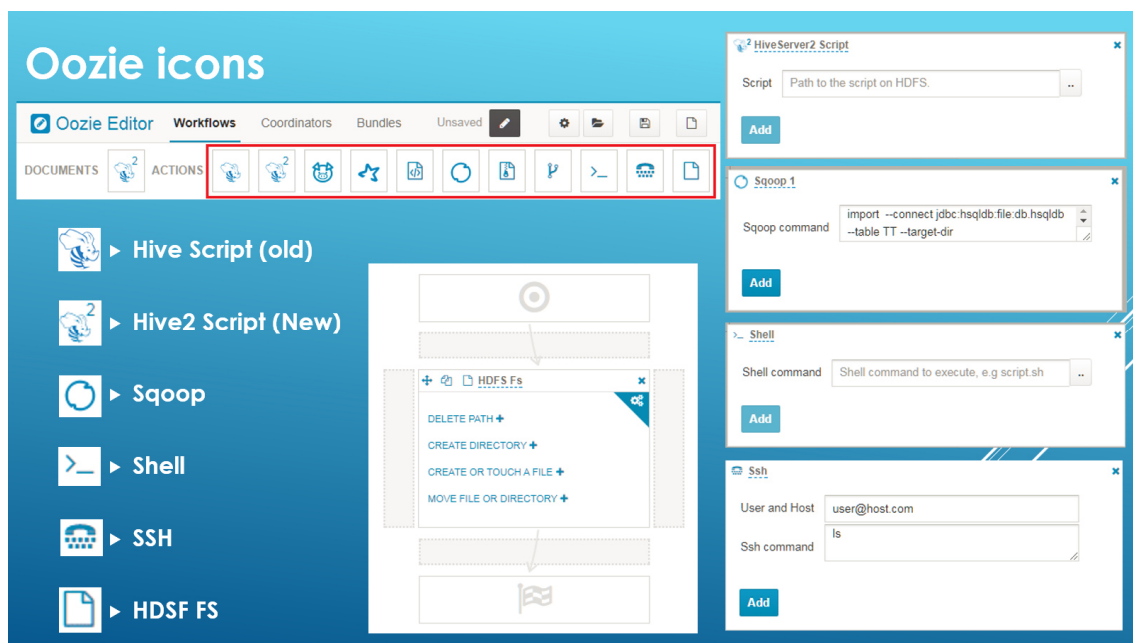 Oozie icons
Oozie Editor Workflows Coordinators Bundles Unsaved
DOCUMENTS 2 ACTIONS 2
Hive Script (old)
2 Hive2 Script (New)
Sqoop
>_ Shell
SSH
HDSF FS
HDFS Fs ×
DELETE PATH +
CREATE DIRECTORY +
CREATE OR TOUCH A FILE +
MOVE FILE OR DIRECTORY +
2 HiveServer2 Script ×
Script Path to the script on HDFS. ..
Add
Sqoop 1 ×
import --connect jdbc:hsqldb:file:db.hsqldb
Sqoop command
--table TT --target-dir
Add
>_ Shell ×
Shell command Shell command to execute, e.g script.sh ..
Add
Ssh ×
User and Host user@host.com
ls
Ssh command
Add